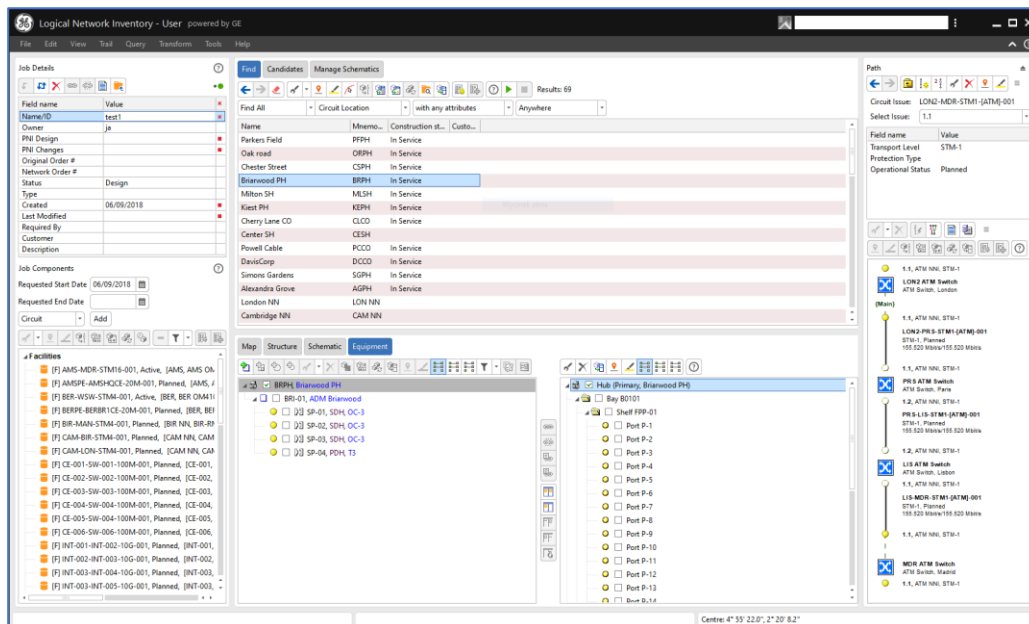 Logical Network Inventory - User powered by GE
File Edit View Trail Query Transform Tools Help
Job Details
Field name Value
Name/ID test1
Owner ja
PNI Design
PNI Changes
Original Order #
Network Order #
Status Design
Type
Created 06/09/2018
Last Modified
Required By
Customer
Description
Job Components
Requested Start Date 06/09/2018
Requested End Date
Circuit Add
Facilities
[F] AMS-MDR-STM16-001, Active, [AMS, AMS OM
[F] AMSPE-AMSHQCE-20M-001, Planned, [AMS, A
[F] BER-WSW-STM4-001, Active, [BER, BER OM41(
[F] BERPE-BERBR1CE-20M-001, Planned, [BER, BEF
[F] BIR-MAN-STM4-001, Planned, [BIR NN, BIR-RN
[F] CAM-BIR-STM4-001, Planned, [CAM NN, CAM
[F] CAM-LON-STM4-001, Planned, [CAM NN, CAM
[F] CE-001-SW-001-100M-001, Planned, [CE-001,
[F] CE-002-SW-002-100M-001, Planned, [CE-002,
[F] CE-003-SW-003-100M-001, Planned, [CE-003,
[F] CE-004-SW-004-100M-001, Planned, [CE-004,
[F] CE-005-SW-004-100M-001, Planned, [CE-005,
[F] CE-006-SW-006-100M-001, Planned, [CE-006,
[F] INT-001-INT-002-10G-001, Planned, [INT-001,
[F] INT-002-INT-003-10G-001, Planned, [INT-002,
[F] INT-003-INT-004-10G-001, Planned, [INT-003,
[F] INT-003-INT-005-10G-001, Planned, [INT-003,
Find Candidates Manage Schematics
Results: 69
Find All Circuit Location with any attributes Anywhere
Name Mnemo... Construction st... Custo...
Parkers Field PFPH In Service
Oak road ORPH In Service
Chester Street CSPH In Service
Briarwood PH BRPH In Service
Milton SH MLSH In Service
Kiest PH KEPH In Service
Cherry Lane CO CLCO In Service
Center SH CESH
Powell Cable PCCO In Service
DavisCorp DCCO In Service
Simons Gardens SGPH In Service
Alexandra Grove AGPH In Service
London NN LON NN
Cambridge NN CAM NN
Map Structure Schematic Equipment
BRPH, Briarwood PH
BRI-01, ADM Briarwood
SP-01, SDH, OC-3
SP-02, SDH, OC-3
SP-03, SDH, OC-3
SP-04, PDH, T3
Hub (Primary, Briarwood PH)
Bay B0101
Shelf FPP-01
Port P-1
Port P-2
Port P-3
Port P-4
Port P-5
Port P-6
Port P-7
Port P-8
Port P-9
Port P-10
Port P-11
Port P-12
Port P-13
Port P-14
Path
Circuit Issue: LON2-MDR-STM1-[ATM]-001
Select Issue: 1.1
Field name Value
Transport Level STM-1
Protection Type
Operational Status Planned
1.1, ATM NNI, STM-1
LON2 ATM Switch
ATM Switch, London
(Main)
1.1, ATM NNI, STM-1
LON2-PRS-STM1-[ATM]-001
STM-1, Planned
155.520 Mbit/s/155.520 Mbit/s
1.1, ATM NNI, STM-1
PRS ATM Switch
ATM Switch, Paris
1.2, ATM NNI, STM-1
PRS-LIS-STM1-[ATM]-001
STM-1, Planned
155.520 Mbit/s/155.520 Mbit/s
1.2, ATM NNI, STM-1
LIS ATM Switch
ATM Switch, Lisbon
1.1, ATM NNI, STM-1
LIS-MDR-STM1-[ATM]-001
STM-1, Planned
155.520 Mbit/s/155.520 Mbit/s
1.1, ATM NNI, STM-1
MDR ATM Switch
ATM Switch, Madrid
1.1, ATM NNI, STM-1
Centre: 4° 55' 22.0", 2° 20' 8.2"